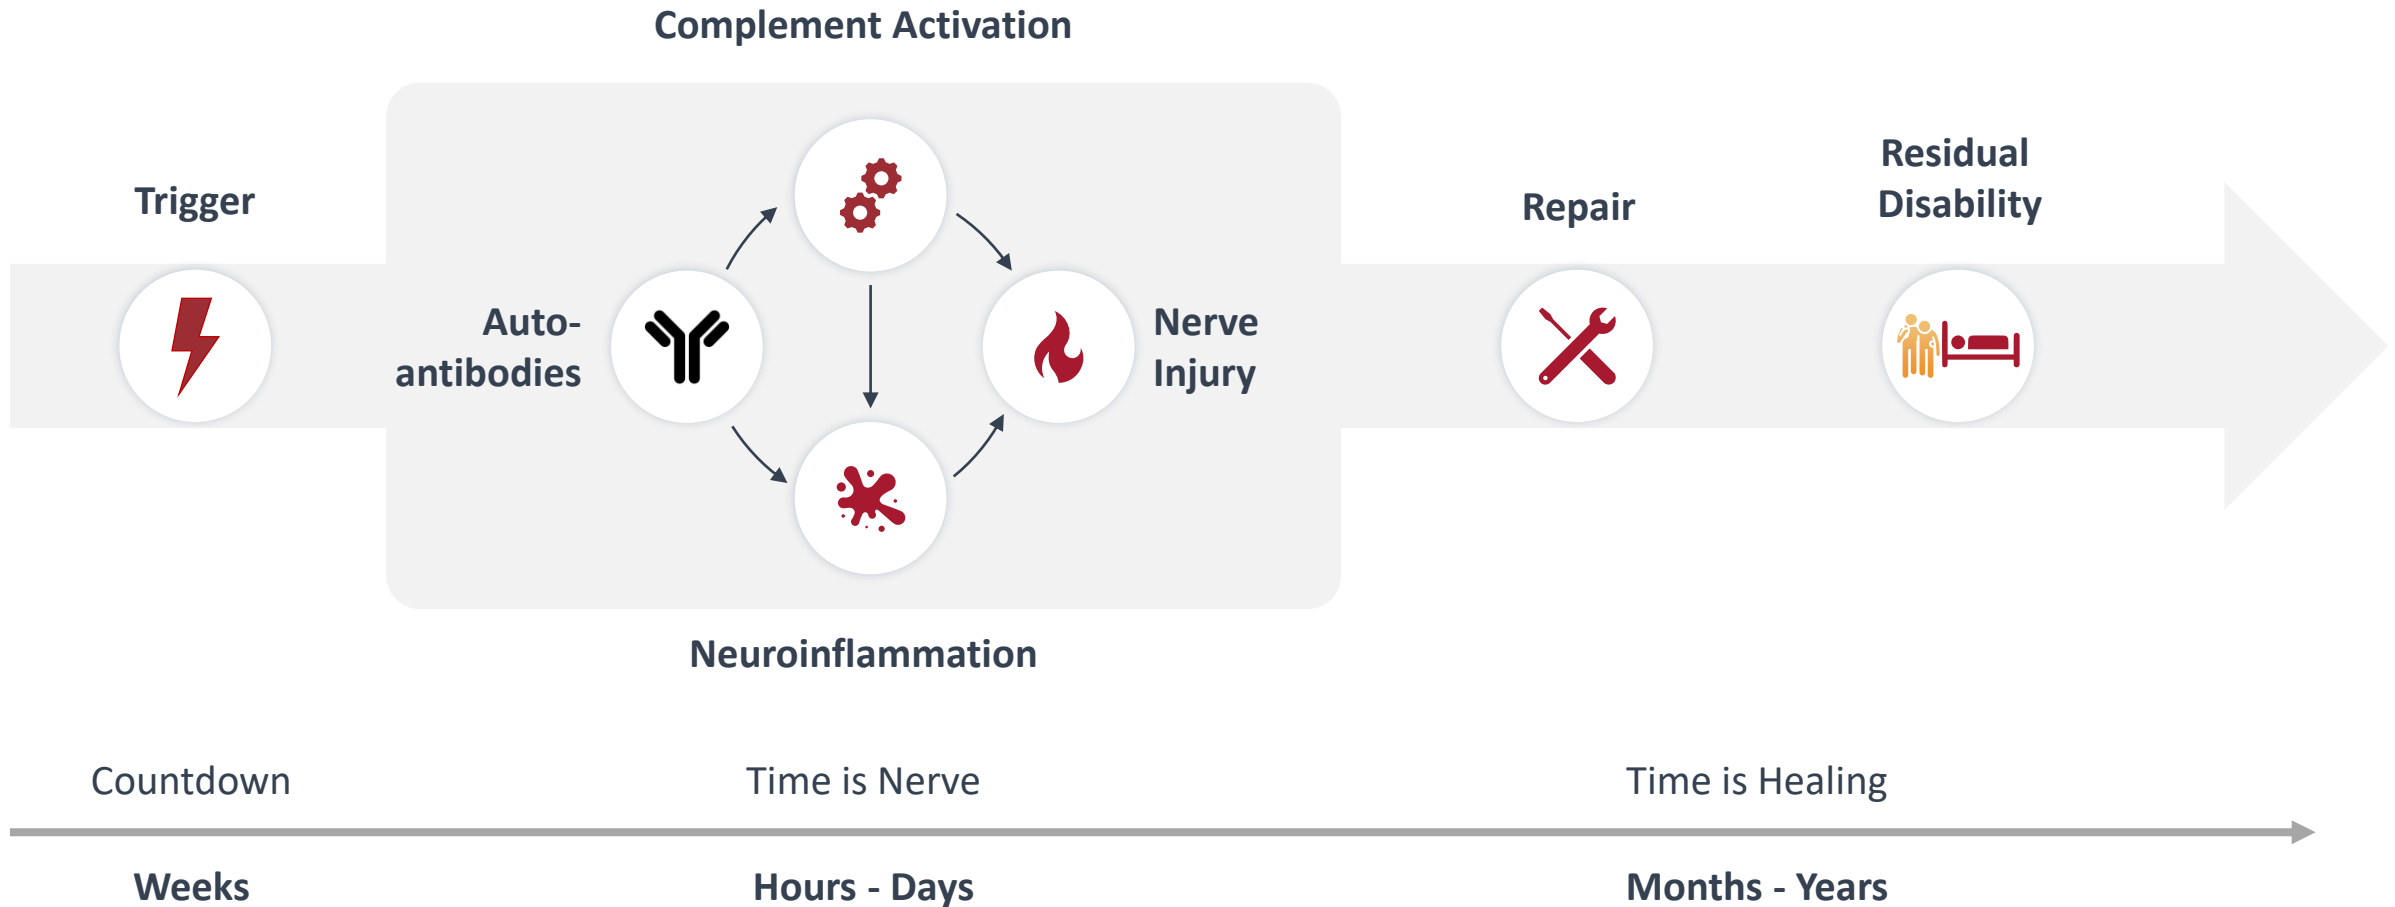 Complement Activation
Trigger
Auto-
antibodies
Nerve
Injury
Neuroinflammation
Repair
Residual
Disability
Countdown
Time is Nerve
Time is Healing
Weeks
Hours - Days
Months - Years